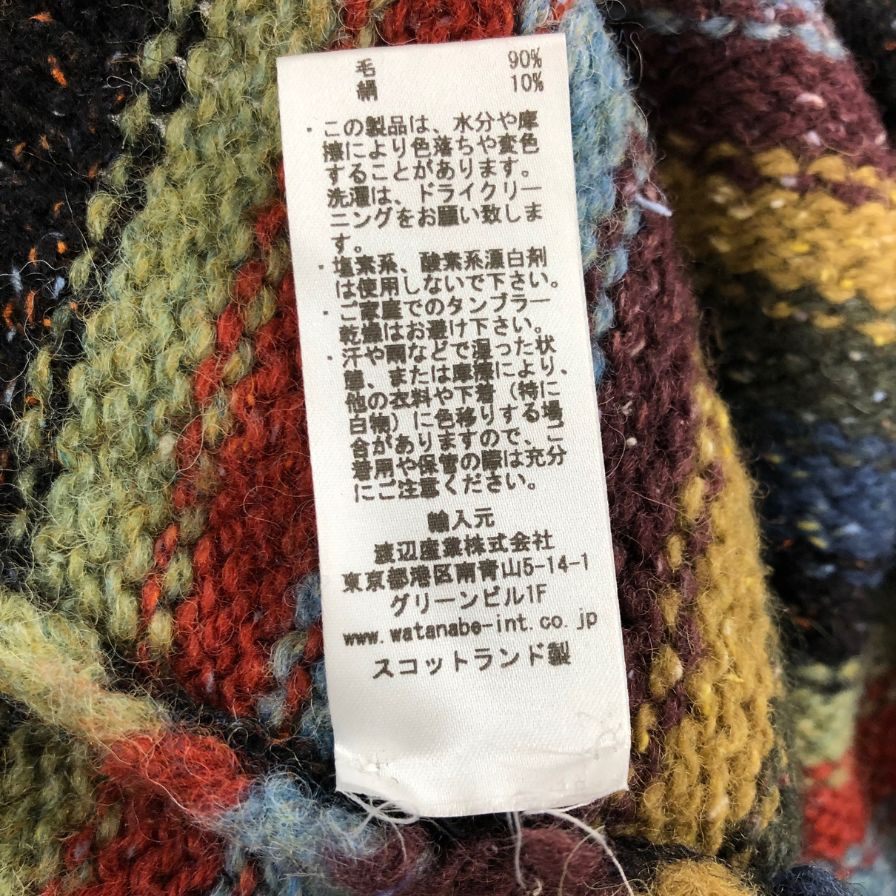 毛 90%
絹 10%
・この製品は、水分や摩
擦により色落ちや変色
することがあります。
洗濯は、ドライクリー
ニングをお願い致しま
す。
・塩素系、酸素系漂白剤
は使用しないで下さい。
・ご家庭でのタンブラー
乾燥はお避け下さい。
・汗や雨などで湿った状
態、または摩擦により、
他の衣料や下着（特に
白物）に色移りする場
合がありますので、ご
着用や保管の際は充分
にご注意ください。
輸入元
渡辺産業株式会社
東京都港区南青山5-14-1
グリーンビル1F
www.watanabe-int.co.jp
スコットランド製